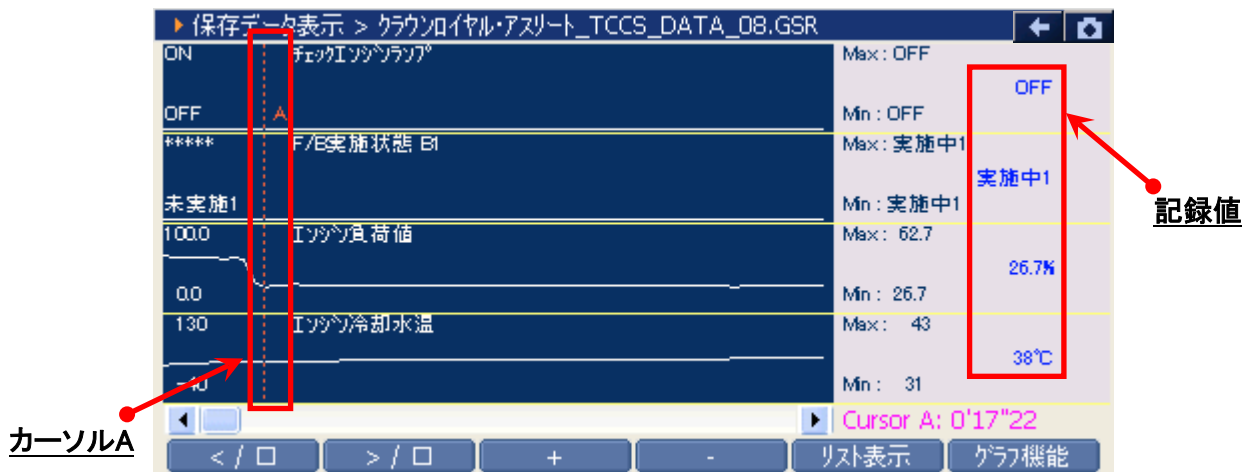 保存データ表示 > クラウンロイヤル・アスリート_TCCS_DATA_08.GSR
ON チェックエンジンランプ Max : OFF
OFF
OFF A Min : OFF
***** F/B実施状態 B1 Max : 実施中1
実施中1
未実施1 Min : 実施中1
記録値
100.0 エンジン負荷値 Max : 62.7
26.7%
0.0 Min : 26.7
130 エンジン冷却水温 Max : 43
38℃
-40 Min : 31
カーソルA
Cursor A: 0'17"22
< / ロ > / ロ + - リスト表示 グラフ機能